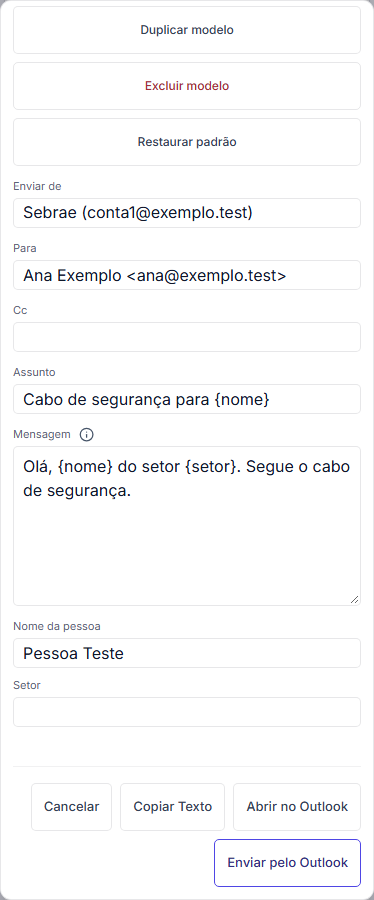 Duplicar modelo
Excluir modelo
Restaurar padrão
Enviar de
Sebrae (conta1@exemplo.test)
Para
Ana Exemplo <ana@exemplo.test>
Cc
Assunto
Cabo de segurança para {nome}
Mensagem
Olá, {nome} do setor {setor}. Segue o cabo
de segurança.
Nome da pessoa
Pessoa Teste
Setor
Cancelar
Copiar Texto
Abrir no Outlook
Enviar pelo Outlook